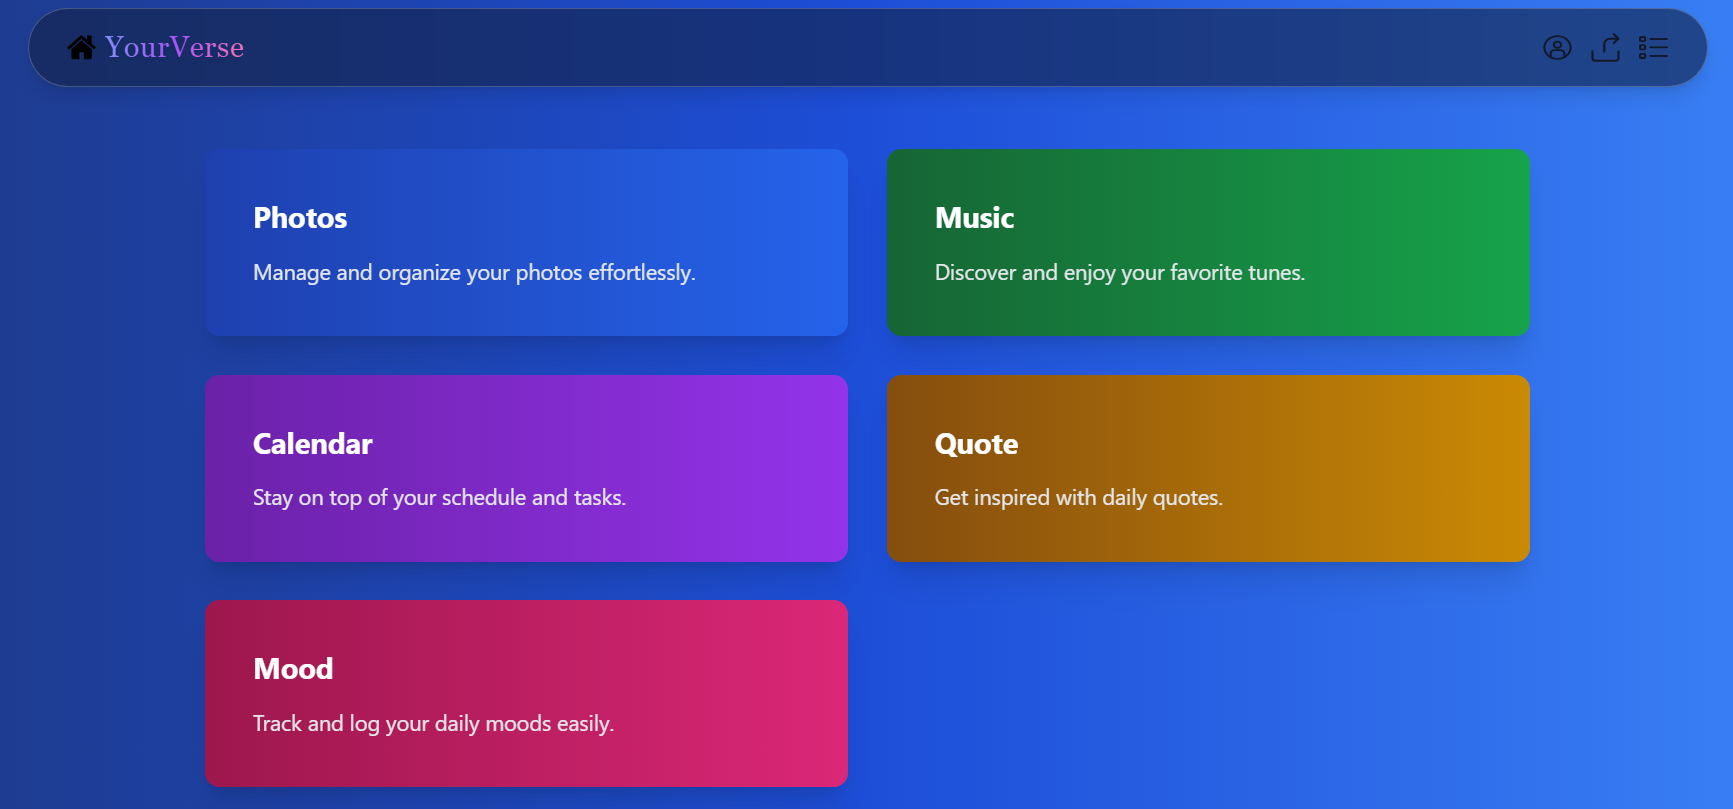 YourVerse
Photos
Manage and organize your photos effortlessly.
Music
Discover and enjoy your favorite tunes.
Calendar
Stay on top of your schedule and tasks.
Quote
Get inspired with daily quotes.
Mood
Track and log your daily moods easily.